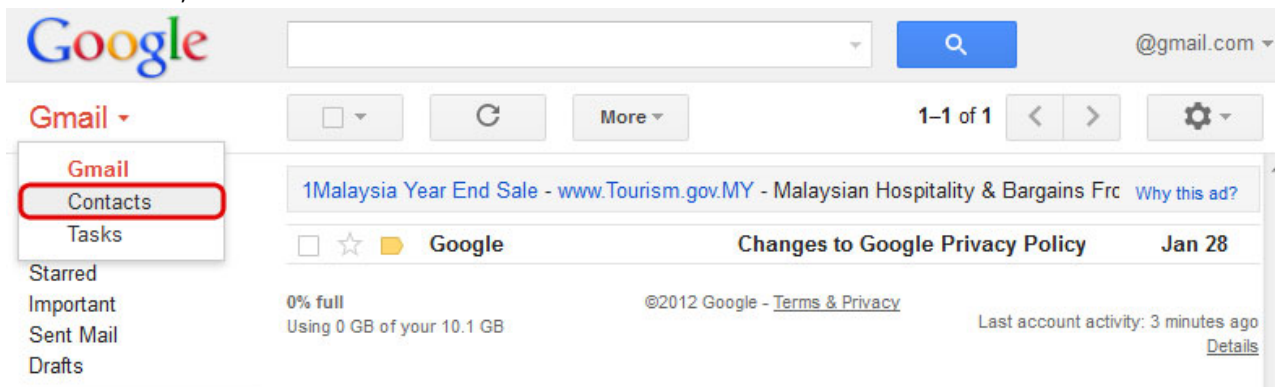 Google
@gmail.com
Gmail
More
1–1 of 1
Gmail
Contacts
Tasks
Starred
Important
Sent Mail
Drafts
1Malaysia Year End Sale - www.Tourism.gov.MY - Malaysian Hospitality & Bargains Frc Why this ad?
Google Changes to Google Privacy Policy Jan 28
0% full
Using 0 GB of your 10.1 GB
©2012 Google - Terms & Privacy
Last account activity: 3 minutes ago
Details